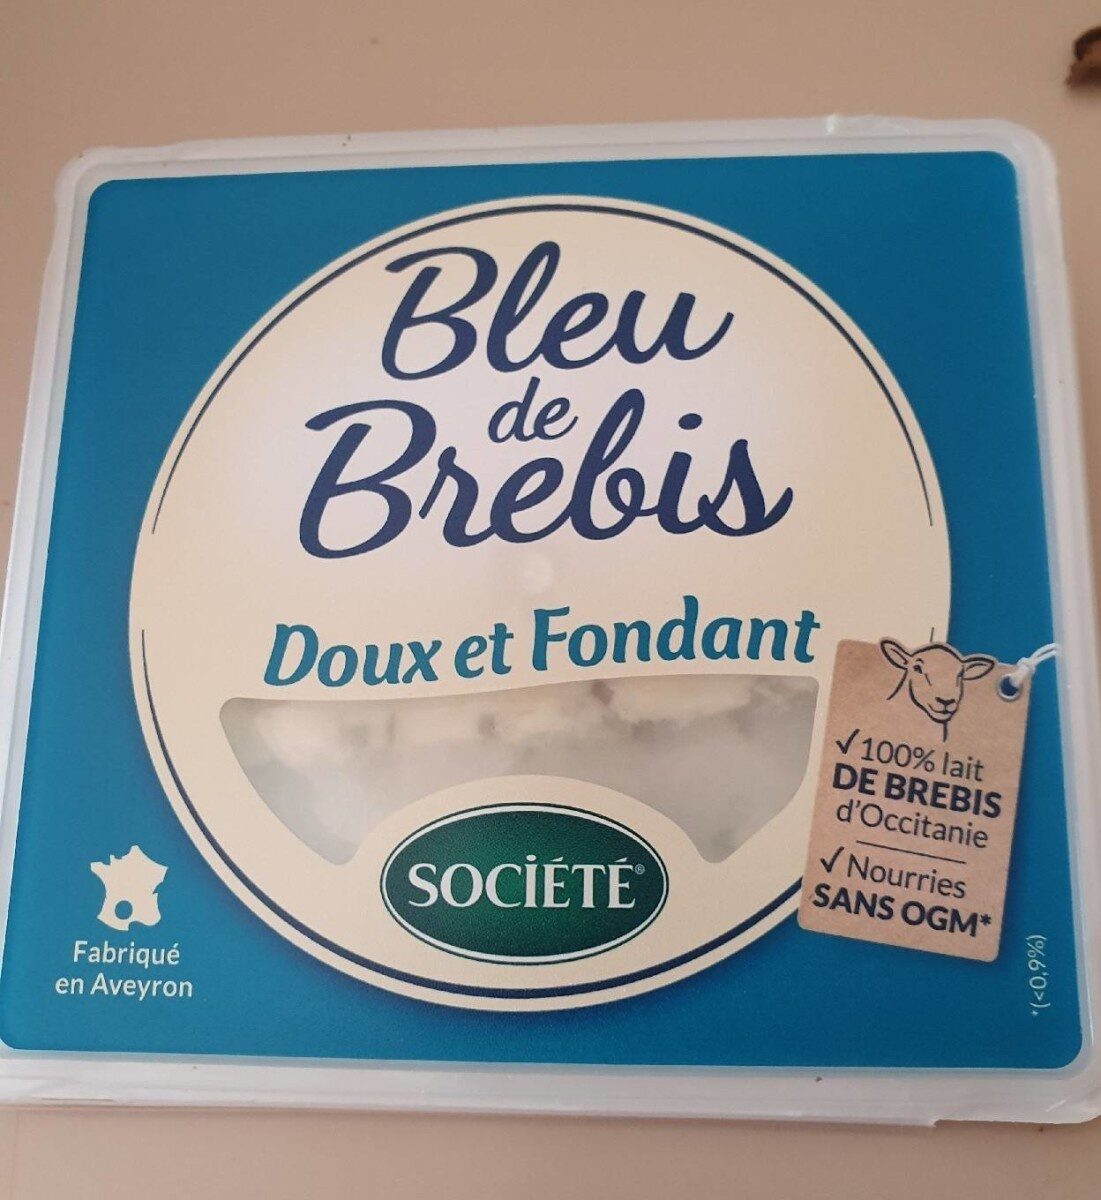 Bleu
de
Brebis
Doux et Fondant
SOCIÉTÉ®
✓100% lait
DE BREBIS
d'Occitanie
✓ Nourries
SANS OGM*
Fabriqué
en Aveyron
*(<0,9%)